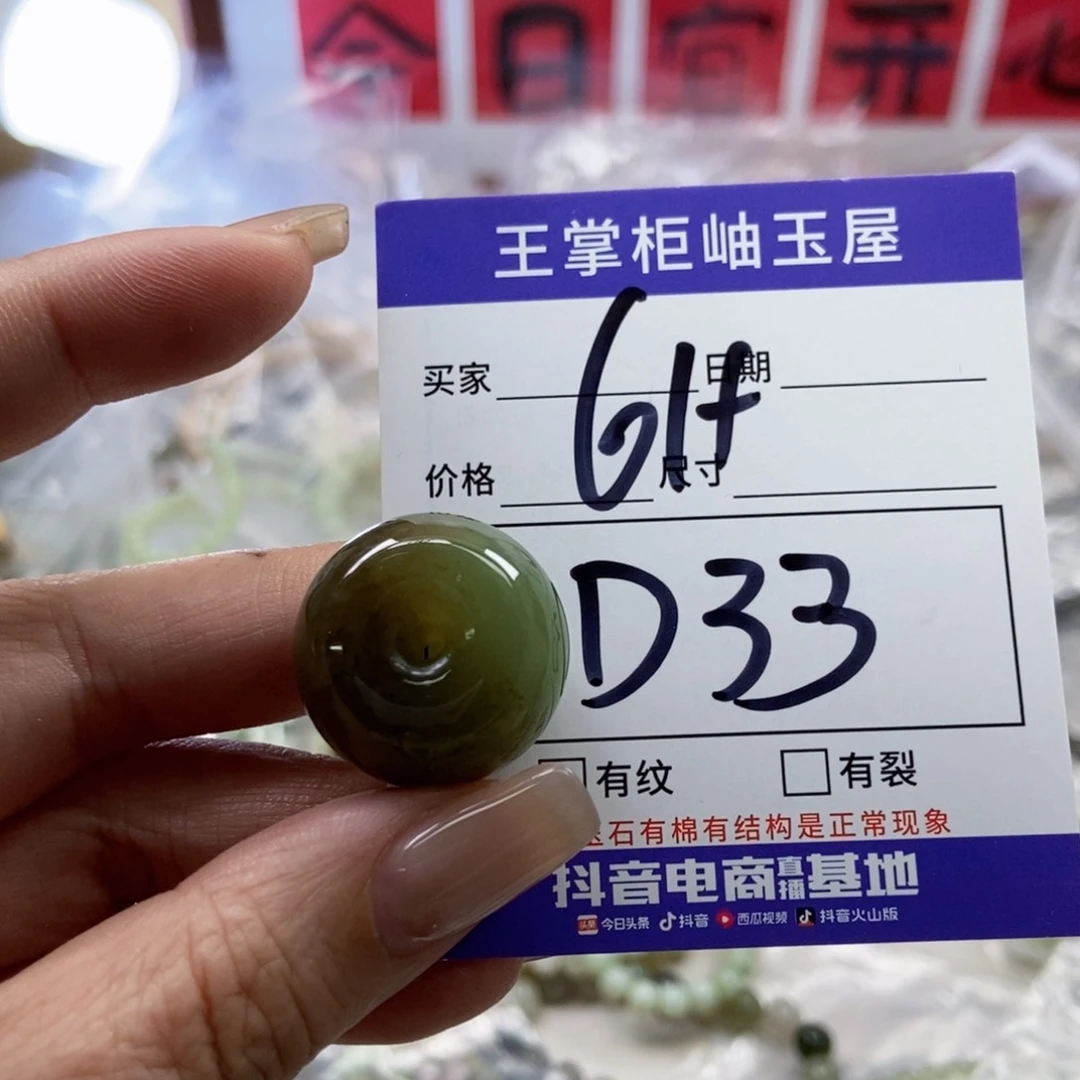 今日宜开心
王掌柜岫玉屋
买家 日期
61#
价格 尺寸
D33
有纹 有裂
玉石有棉有结构是正常现象
抖音电商直播基地
头条 今日头条 抖音 西瓜视频 抖音火山版